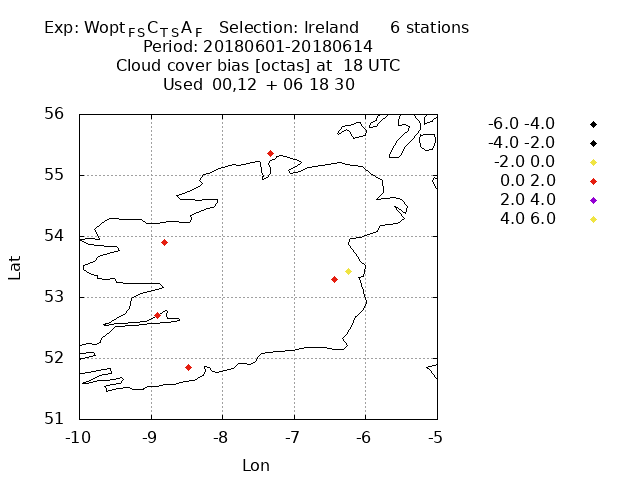 Exp: WoptFSCTSAF Selection: Ireland 6 stations
Period: 20180601-20180614
Cloud cover bias [octas] at 18 UTC
Used 00,12 + 06 18 30
-6.0 -4.0
-4.0 -2.0
-2.0 0.0
0.0 2.0
2.0 4.0
4.0 6.0
56
55
54
53
52
51
Lat
-10 -9 -8 -7 -6 -5
Lon